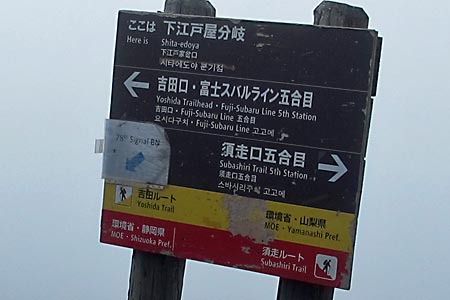 ここは 下江戸屋分岐
Here is Shita-edoya
下江戸家岔口
시타에도야 분기점
吉田口・富士スバルライン五合目
Yoshida Trailhead・Fuji-Subaru Line 5th Station
吉田口・Fuji-Subaru Line 五合目
요시다구치・Fuji-Subaru Line 고고메
須走口五合目
Subashiri Trail 5th Station
须走口五合目
스바시리구치 고고메
吉田ルート
Yoshida Trail
環境省・山梨県
MOE・Yamanashi Pref.
環境省・静岡県
MOE・Shizuoka Pref.
須走ルート
Subashiri Trail